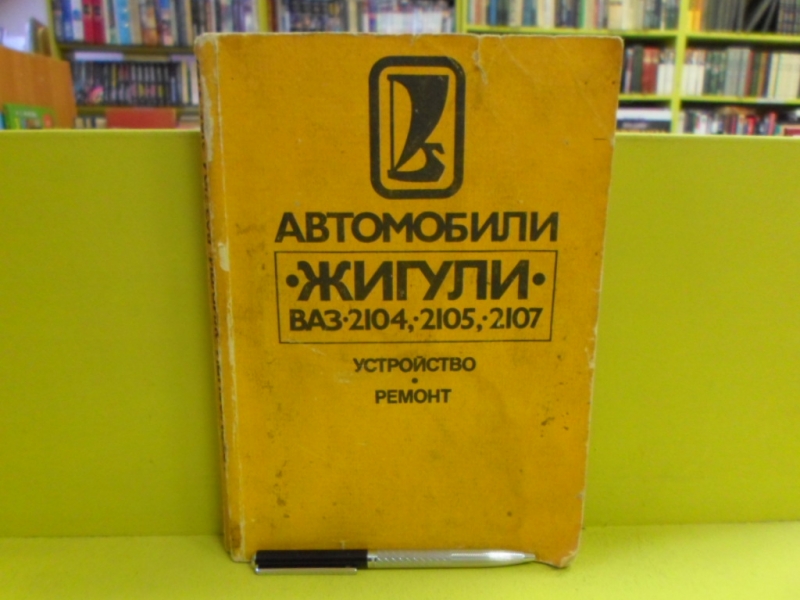 АВТОМОБИЛИ
•ЖИГУЛИ•
ВАЗ•2104,•2105,•2107
УСТРОЙСТВО
•
РЕМОНТ